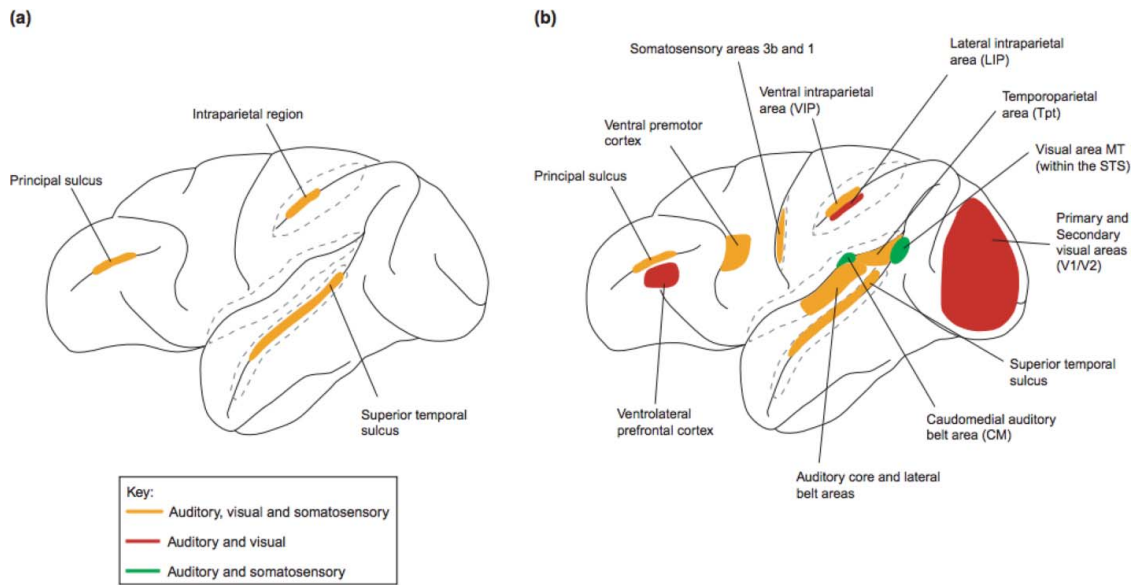 (a)
Intraparietal region
Principal sulcus
Superior temporal
sulcus
Key:
Auditory, visual and somatosensory
Auditory and visual
Auditory and somatosensory
(b)
Somatosensory areas 3b and 1
Lateral intraparietal
area (LIP)
Ventral intraparietal
area (VIP)
Temporoparietal
area (Tpt)
Ventral premotor
cortex
Visual area MT
(within the STS)
Principal sulcus
Primary and
Secondary
visual areas
(V1/V2)
Superior temporal
sulcus
Ventrolateral
prefrontal cortex
Caudomedial auditory
belt area (CM)
Auditory core and lateral
belt areas